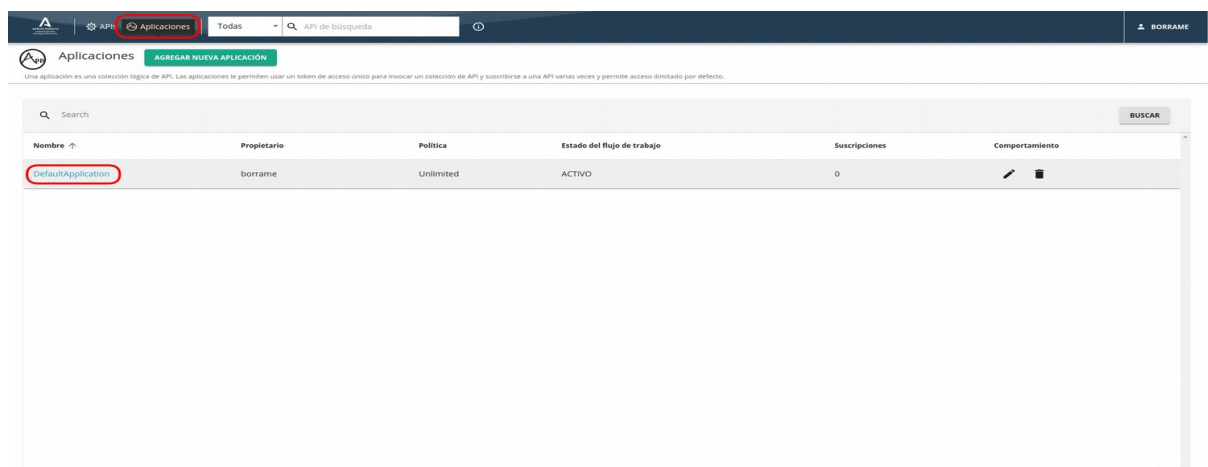 APIs Aplicaciones Todas API de búsqueda BORRAME
APP Aplicaciones AGREGAR NUEVA APLICACIÓN
Una aplicación es una colección lógica de API. Las aplicaciones le permiten usar un token de acceso único para invocar un colección de API y suscribirse a una API varias veces y permite acceso ilimitado por defecto.
Search BUSCAR
Nombre Propietario Política Estado del flujo de trabajo Suscripciones Comportamiento
DefaultApplication borrame Unlimited ACTIVO 0